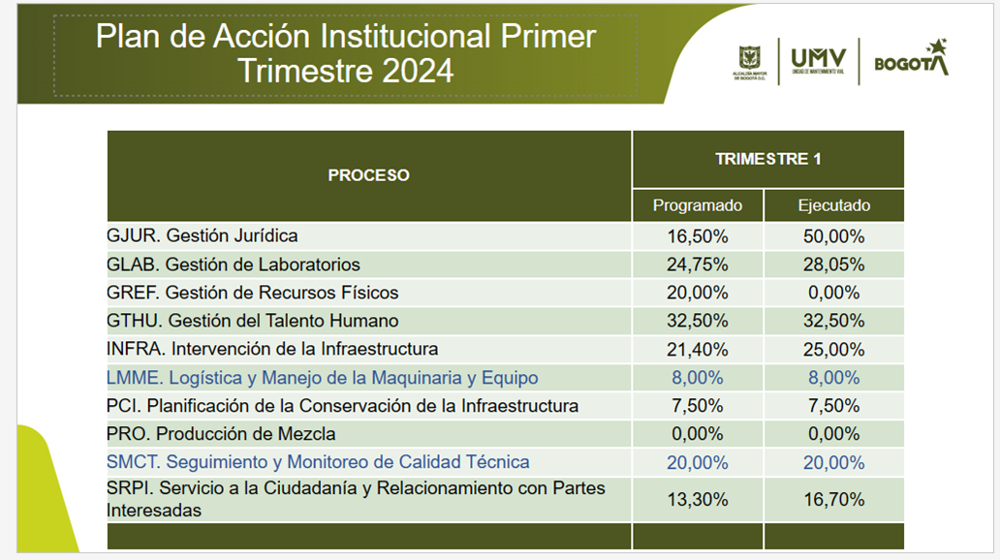 Plan de Acción Institucional Primer
Trimestre 2024
ALCALDÍA MAYOR
DE BOGOTÁ D.C.
UMV
UNIDAD DE MANTENIMIENTO VIAL
BOGOTÁ
PROCESO TRIMESTRE 1
Programado Ejecutado
GJUR. Gestión Jurídica 16,50% 50,00%
GLAB. Gestión de Laboratorios 24,75% 28,05%
GREF. Gestión de Recursos Físicos 20,00% 0,00%
GTHU. Gestión del Talento Humano 32,50% 32,50%
INFRA. Intervención de la Infraestructura 21,40% 25,00%
LMME. Logística y Manejo de la Maquinaria y Equipo 8,00% 8,00%
PCI. Planificación de la Conservación de la Infraestructura 7,50% 7,50%
PRO. Producción de Mezcla 0,00% 0,00%
SMCT. Seguimiento y Monitoreo de Calidad Técnica 20,00% 20,00%
SRPI. Servicio a la Ciudadanía y Relacionamiento con Partes
Interesadas 13,30% 16,70%